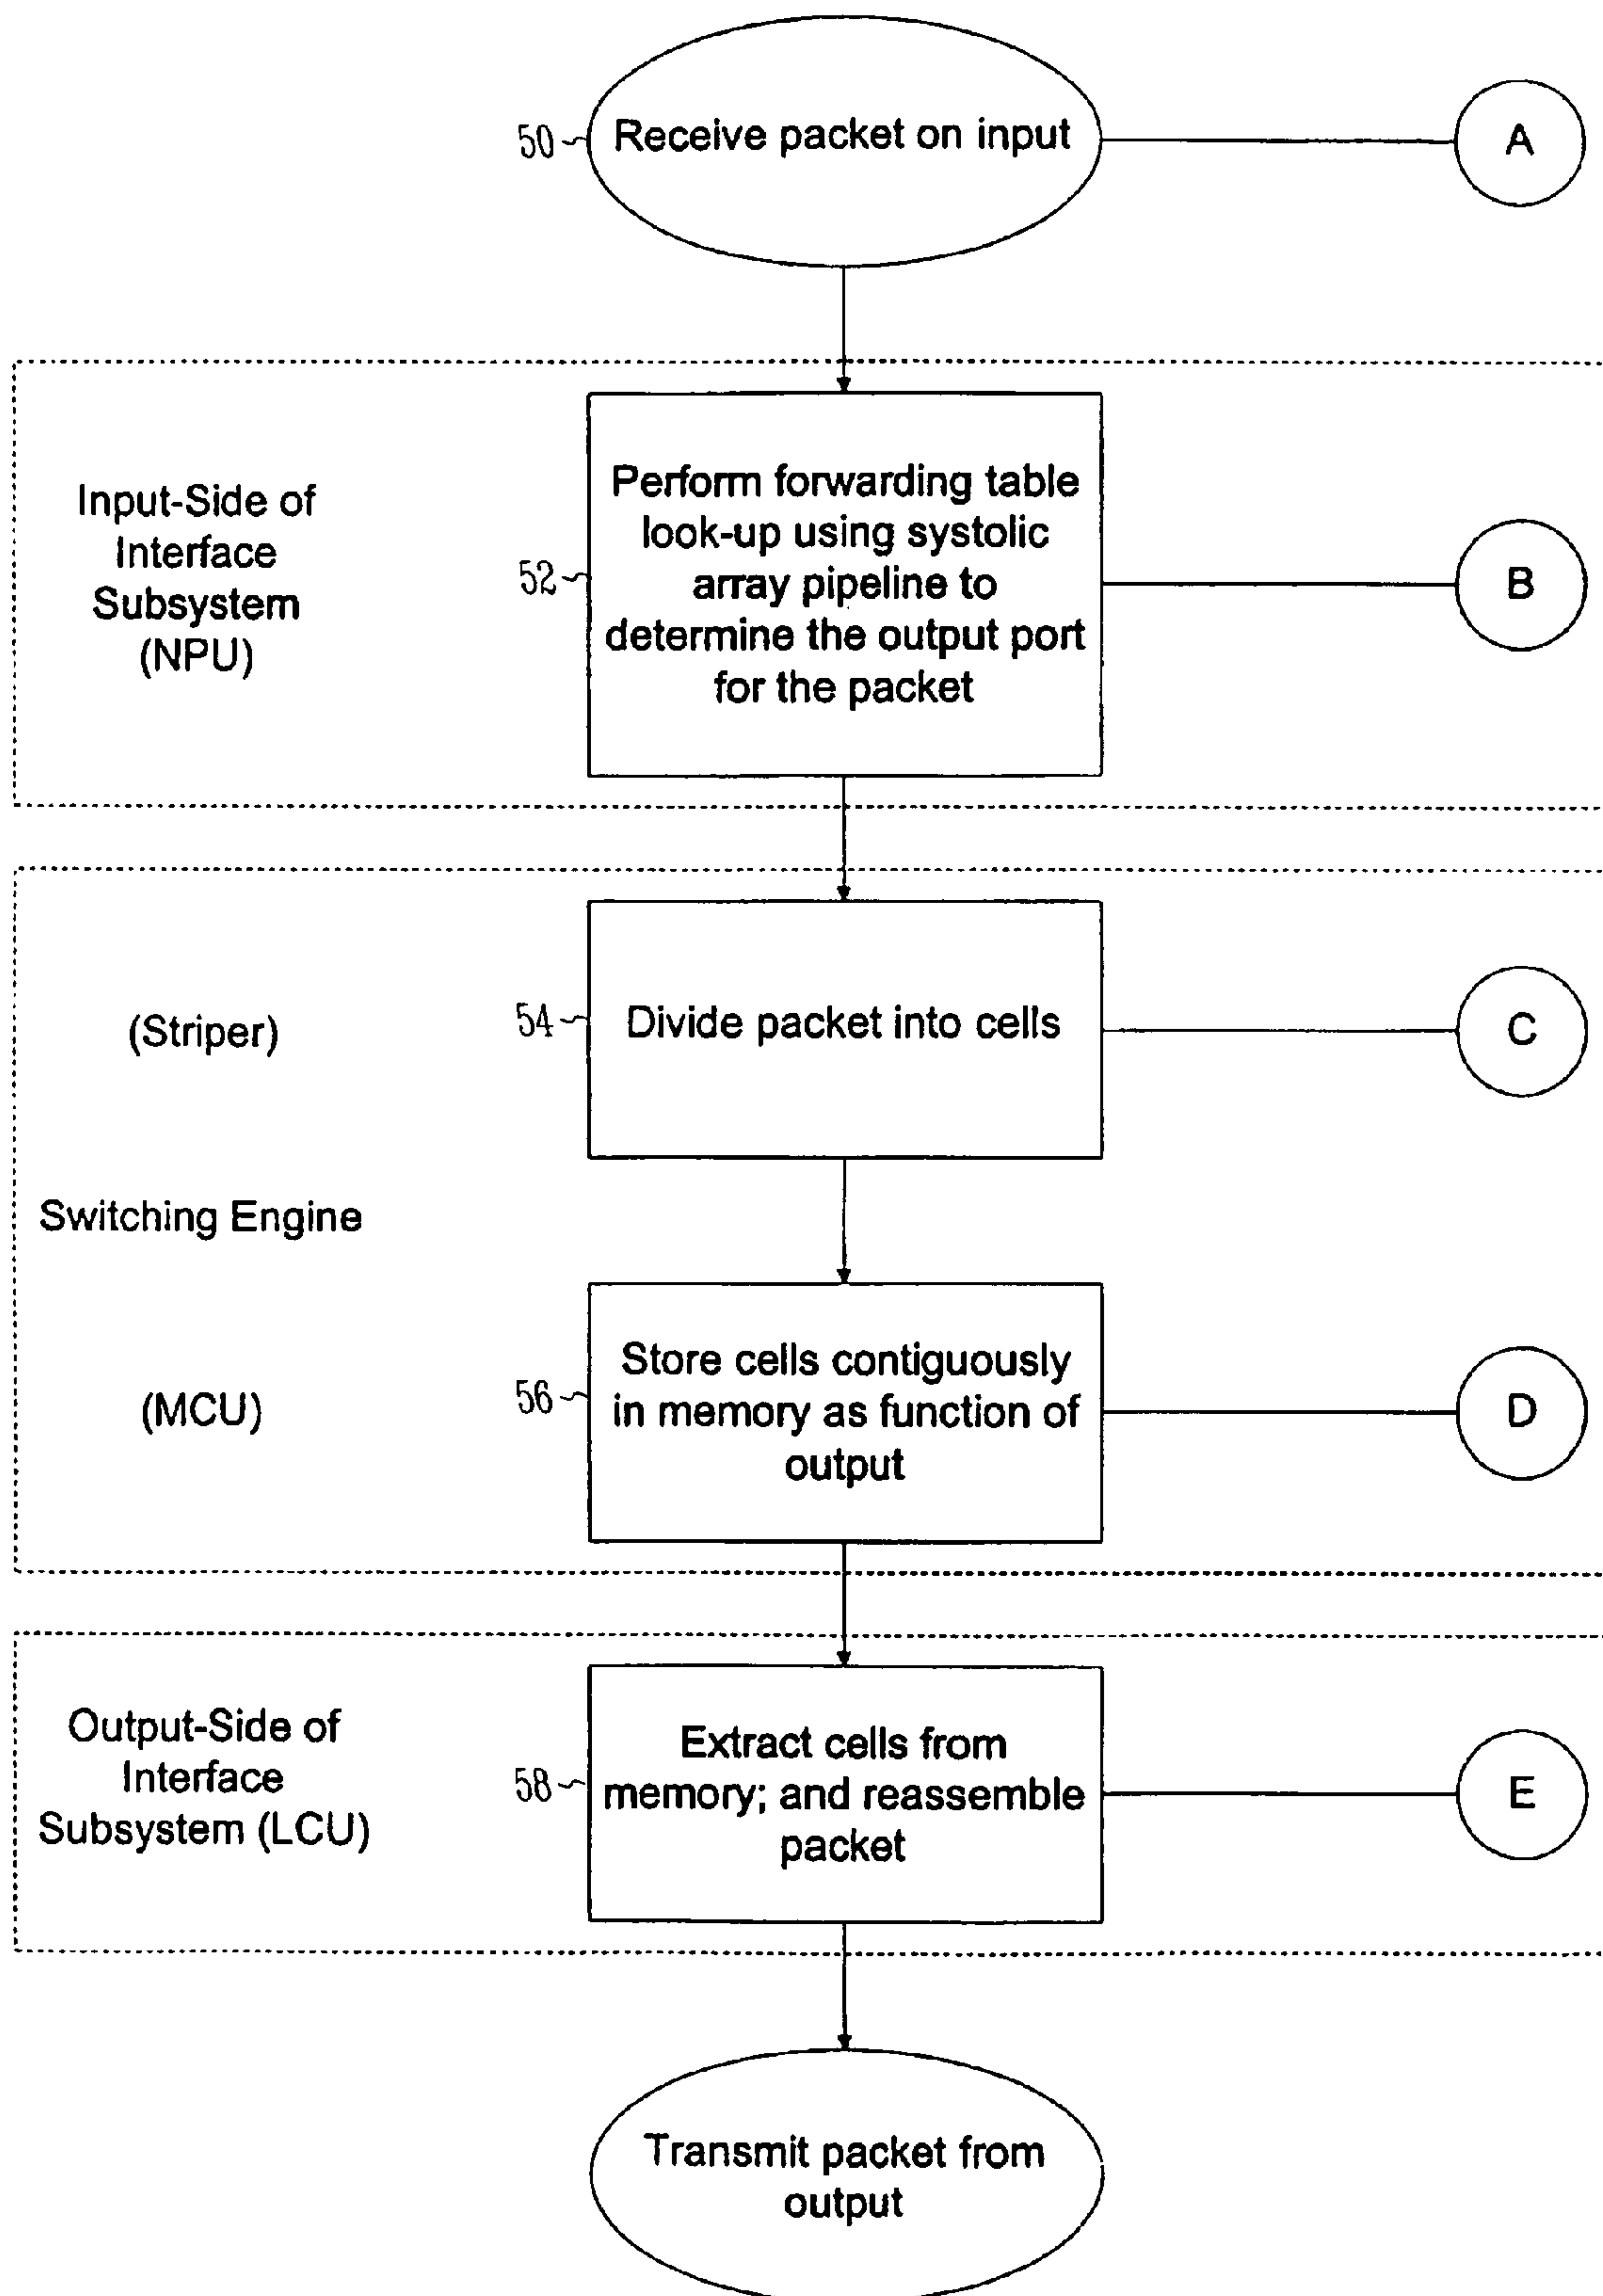 50
Receive packet on input
A
Input-Side of
Interface
Subsystem
(NPU)
52
Perform forwarding table
look-up using systolic
array pipeline to
determine the output port
for the packet
B
(Striper)
54
Divide packet into cells
C
Switching Engine
(MCU)
56
Store cells contiguously
in memory as function of
output
D
Output-Side of
Interface
Subsystem (LCU)
58
Extract cells from
memory; and reassemble
packet
E
Transmit packet from
output